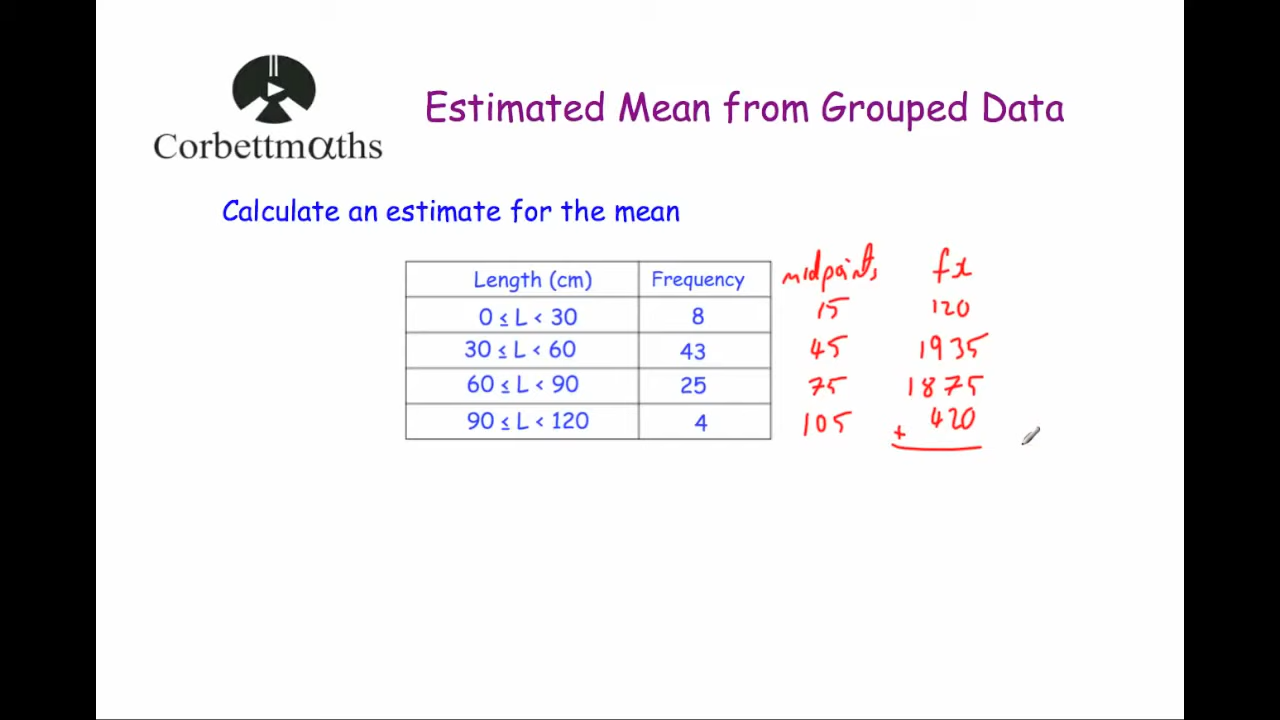 Estimated Mean from Grouped Data
Corbettmαths
Calculate an estimate for the mean
Length (cm) Frequency midpoints fx
0 ≤ L < 30 8 15 120
30 ≤ L < 60 43 45 1935
60 ≤ L < 90 25 75 1875
90 ≤ L < 120 4 105 + 420